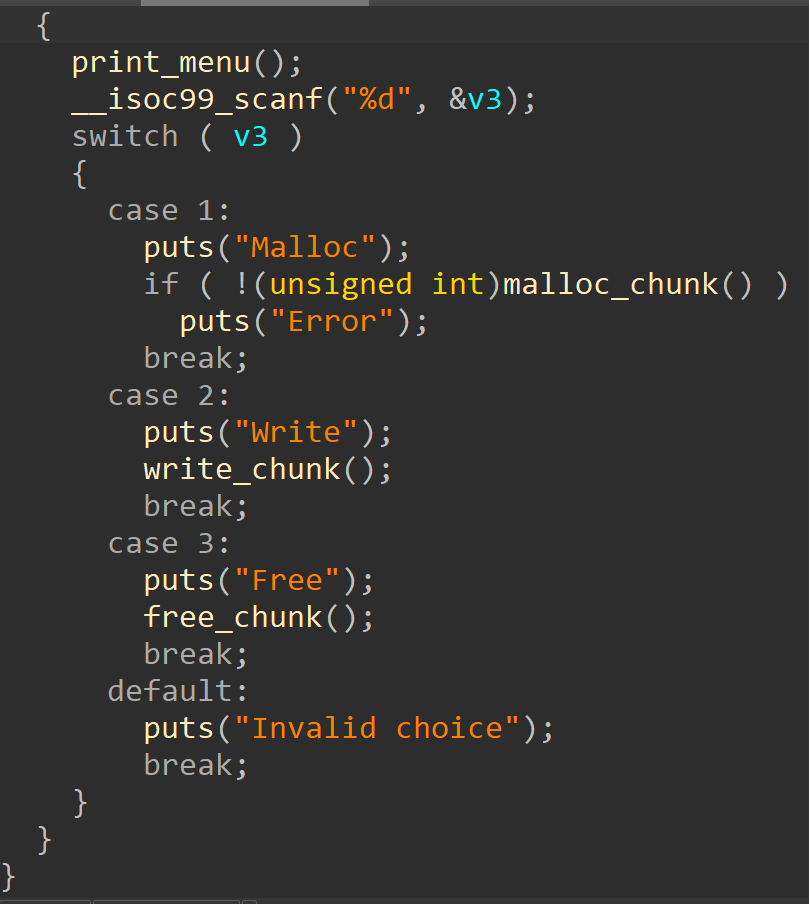 {
print_menu();
__isoc99_scanf("%d", &v3);
switch ( v3 )
{
case 1:
puts("Malloc");
if ( !(unsigned int)malloc_chunk() )
puts("Error");
break;
case 2:
puts("Write");
write_chunk();
break;
case 3:
puts("Free");
free_chunk();
break;
default:
puts("Invalid choice");
break;
}
}
}